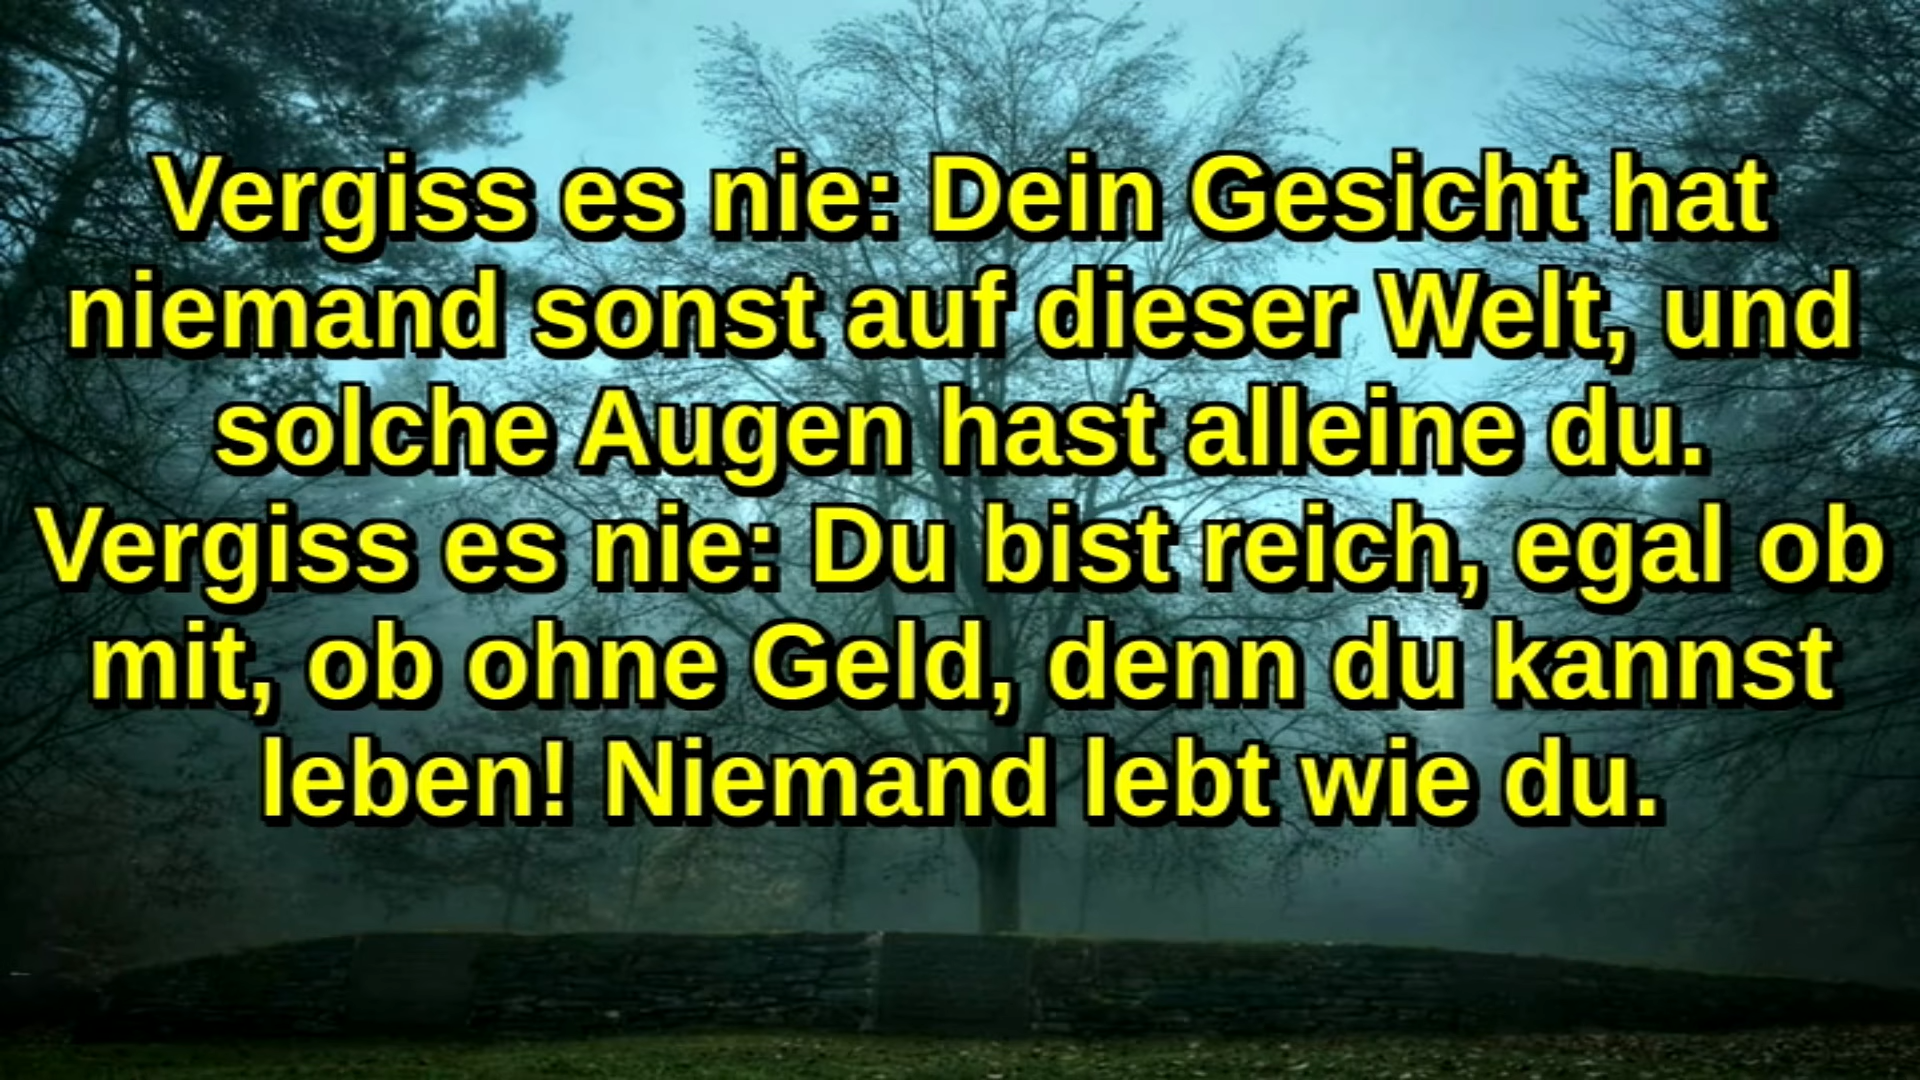 Vergiss es nie: Dein Gesicht hat
niemand sonst auf dieser Welt, und
solche Augen hast alleine du.
Vergiss es nie: Du bist reich, egal ob
mit, ob ohne Geld, denn du kannst
leben! Niemand lebt wie du.